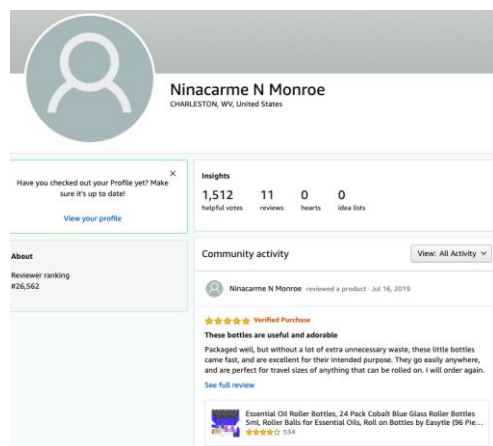 Ninacarme N Monroe
CHARLESTON, WV, United States
Have you checked out your Profile yet? Make
sure it's up to date!
View your profile
About
Reviewer ranking
#26,562
Insights
1,512 11 0 0
helpful votes reviews hearts idea lists
Community activity
View: All Activity
Ninacarme N Monroe reviewed a product · Jul 16, 2019
Verified Purchase
These bottles are useful and adorable
Packaged well, but without a lot of extra unnecessary waste, these little bottles
came fast, and are excellent for their intended purpose. They go easily anywhere,
and are perfect for travel sizes of anything that can be rolled on. I will order again.
See full review
Essential Oil Roller Bottles, 24 Pack Cobalt Blue Glass Roller Bottles
5ml, Roller Balls for Essential Oils, Roll on Bottles by Easytle (96 Pie...
534